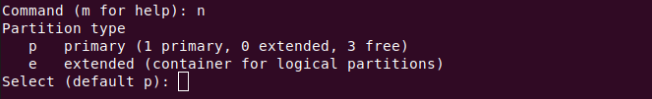 Command (m for help): n
Partition type
   p   primary (1 primary, 0 extended, 3 free)
   e   extended (container for logical partitions)
Select (default p):